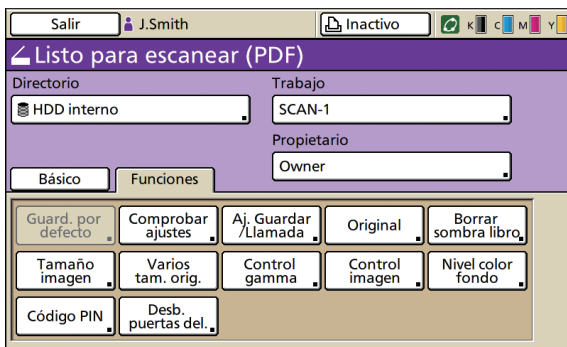 Salir J.Smith Inactivo K C M Y
Listo para escanear (PDF)
Directorio Trabajo
HDD interno SCAN-1
Propietario
Owner
Básico Funciones
Guard. por defecto
Comprobar ajustes
Aj. Guardar /Llamada
Original
Borrar sombra libro
Tamaño imagen
Varios tam. orig.
Control gamma
Control imagen
Nivel color fondo
Código PIN
Desb. puertas del.